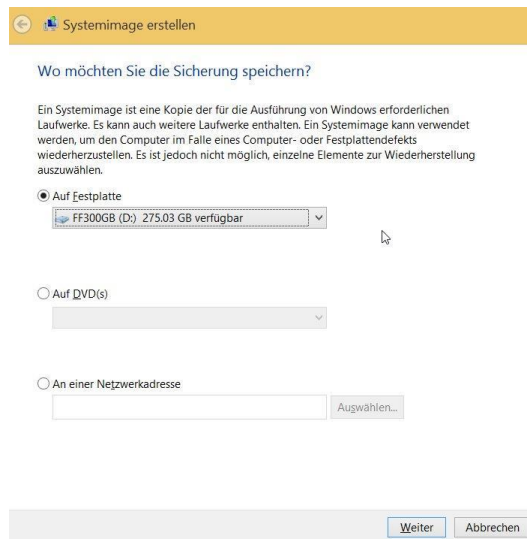 Systemimage erstellen
Wo möchten Sie die Sicherung speichern?
Ein Systemimage ist eine Kopie der für die Ausführung von Windows erforderlichen
Laufwerke. Es kann auch weitere Laufwerke enthalten. Ein Systemimage kann verwendet
werden, um den Computer im Falle eines Computer- oder Festplattendefekts
wiederherzustellen. Es ist jedoch nicht möglich, einzelne Elemente zur Wiederherstellung
auszuwählen.
Auf Festplatte
FF300GB (D:) 275.03 GB verfügbar
Auf DVD(s)
An einer Netzwerkadresse
Auswählen...
Weiter Abbrechen